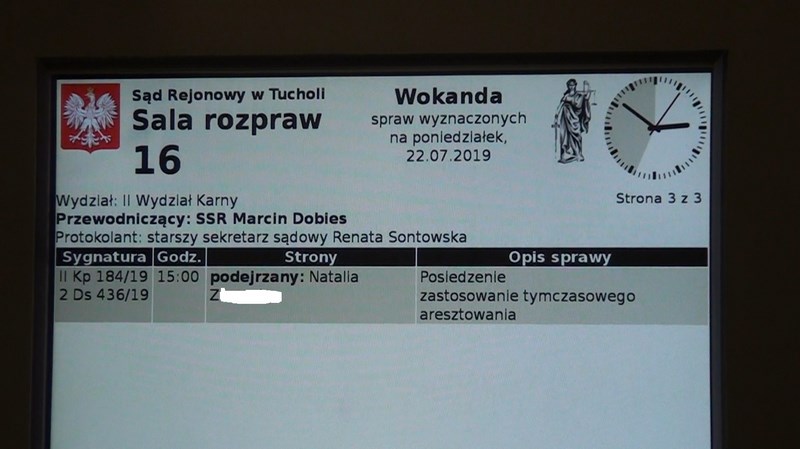 Sąd Rejonowy w Tucholi
Sala rozpraw
16
Wokanda
spraw wyznaczonych
na poniedziałek,
22.07.2019
Strona 3 z 3
Wydział: II Wydział Karny
Przewodniczący: SSR Marcin Dobies
Protokolant: starszy sekretarz sądowy Renata Sontowska
Sygnatura Godz. Strony Opis sprawy
II Kp 184/19 15:00 podejrzany: Natalia Posiedzenie
2 Ds 436/19 Z zastosowanie tymczasowego
aresztowania